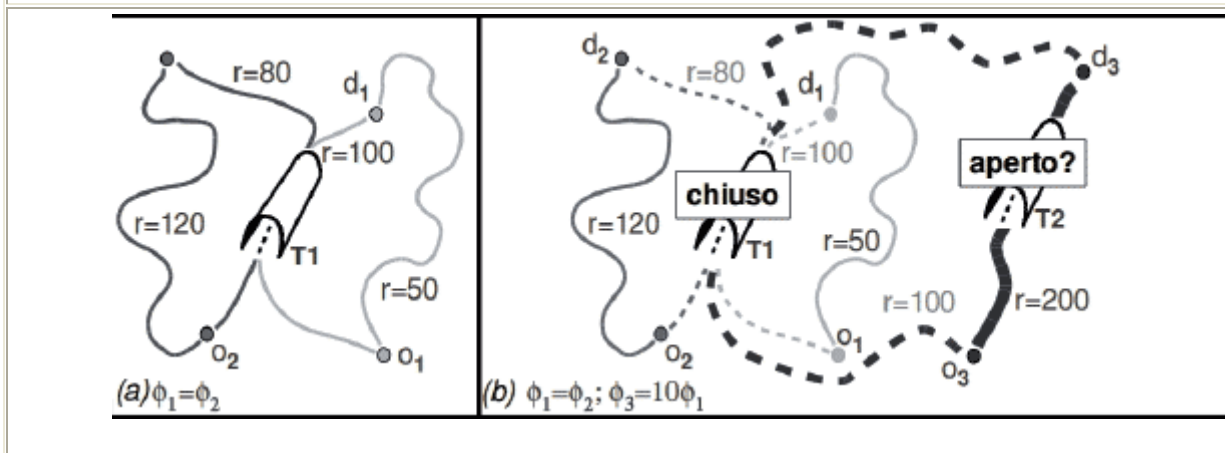 r=80
d1
r=100
r=120
T1
r=50
o2
o1
(a) ϕ1=ϕ2
d2
r=80
d1
d3
r=100
aperto?
chiuso
r=120
T1
r=50
T2
r=100
r=200
o2
o1
o3
(b) ϕ1=ϕ2; ϕ3=10ϕ1